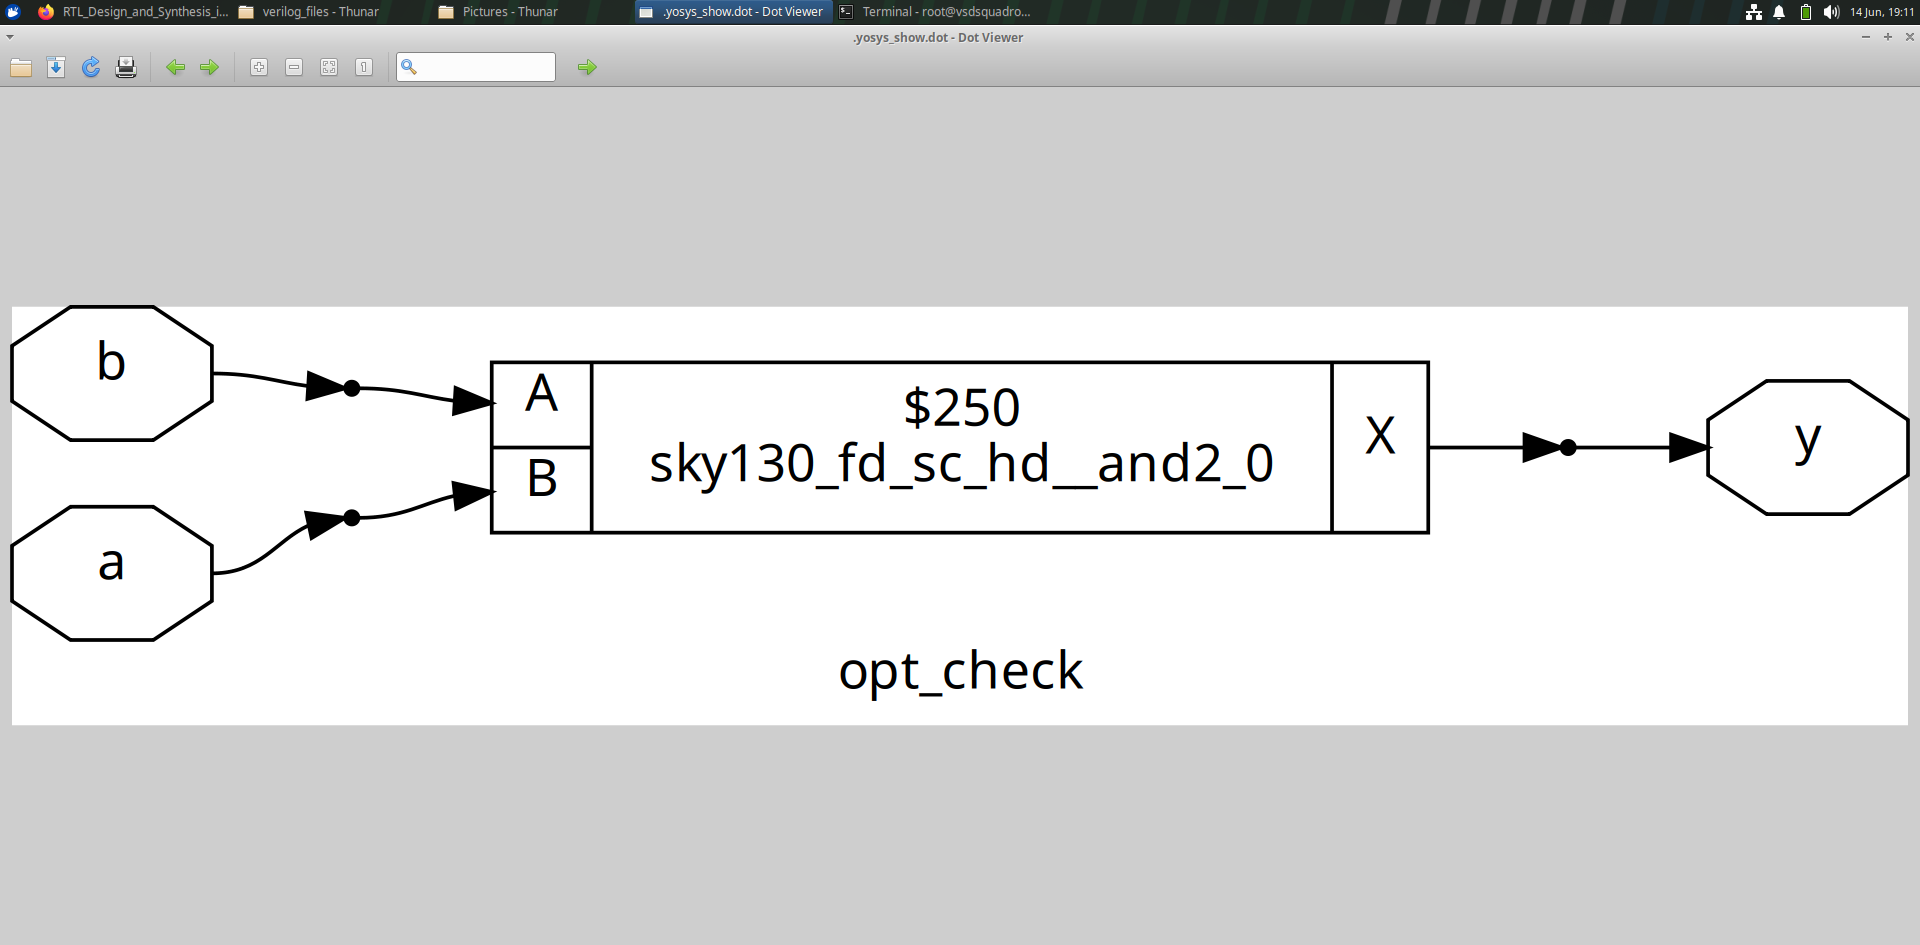 RTL_Design_and_Synthesis_i... verilog_files - Thunar Pictures - Thunar .yosys_show.dot - Dot Viewer Terminal - root@vsdsquadro... 14 Jun, 19:11
.yosys_show.dot - Dot Viewer
b
A
$250
X
y
sky130_fd_sc_hd__and2_0
B
a
opt_check